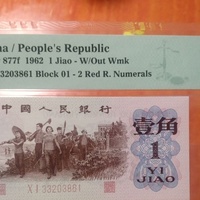 na / People's Republic
877f 1962 1 Jiao - W/Out Wmk
33203861 Block 01 - 2 Red R. Numerals
中国人民银行
壹角
1
YI
JIAO
X I 33203861